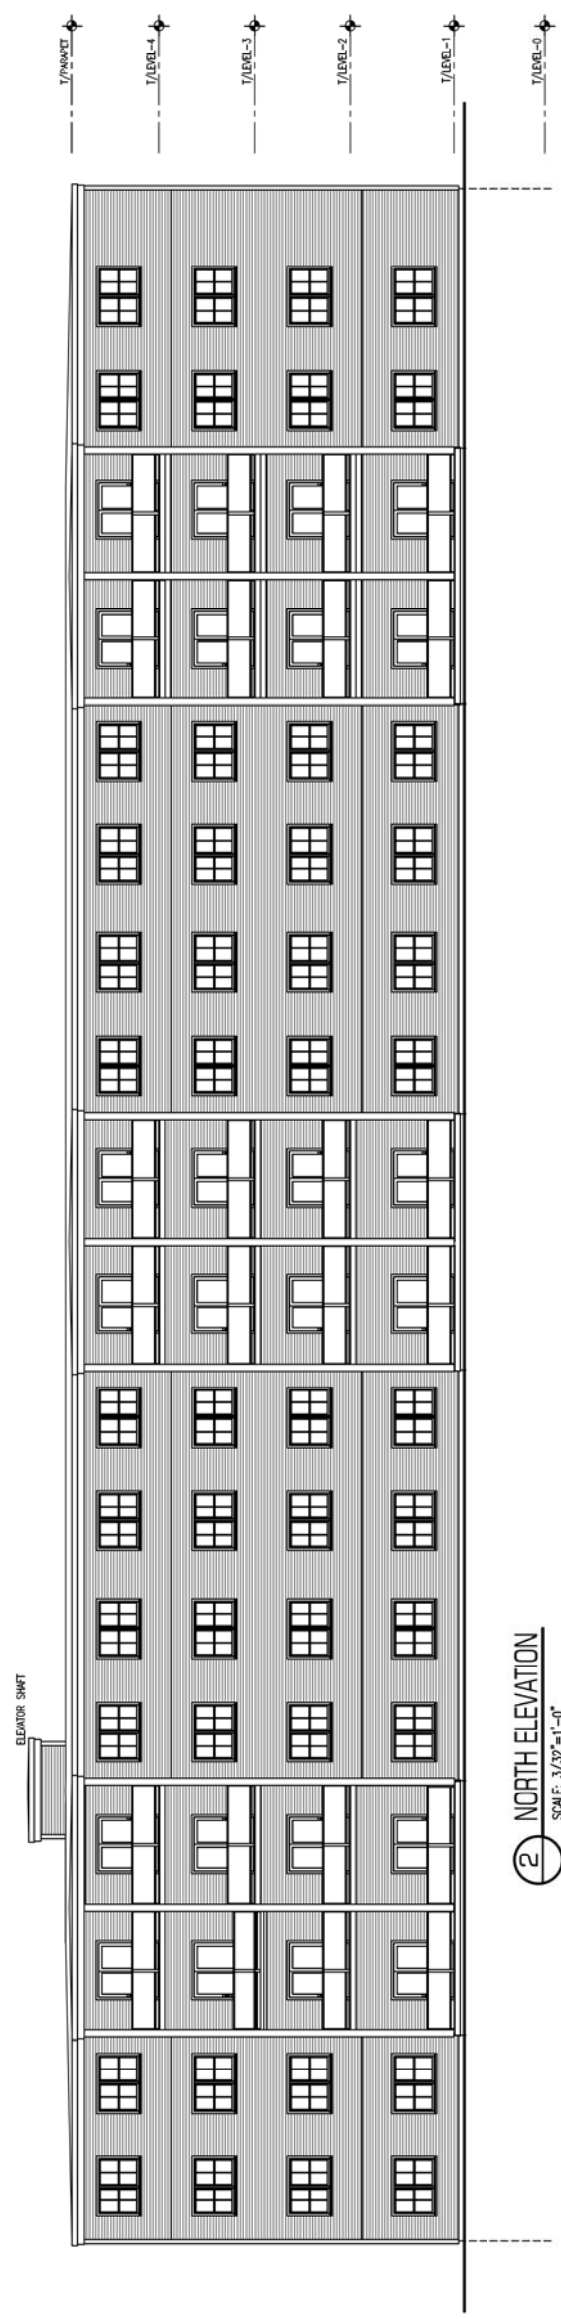 T/PARAPET
T/LEVEL-4
T/LEVEL-3
T/LEVEL-2
T/LEVEL-1
T/LEVEL-0
ELEVATOR SHAFT
2 NORTH ELEVATION
SCALE: 3/32"=1'-0"